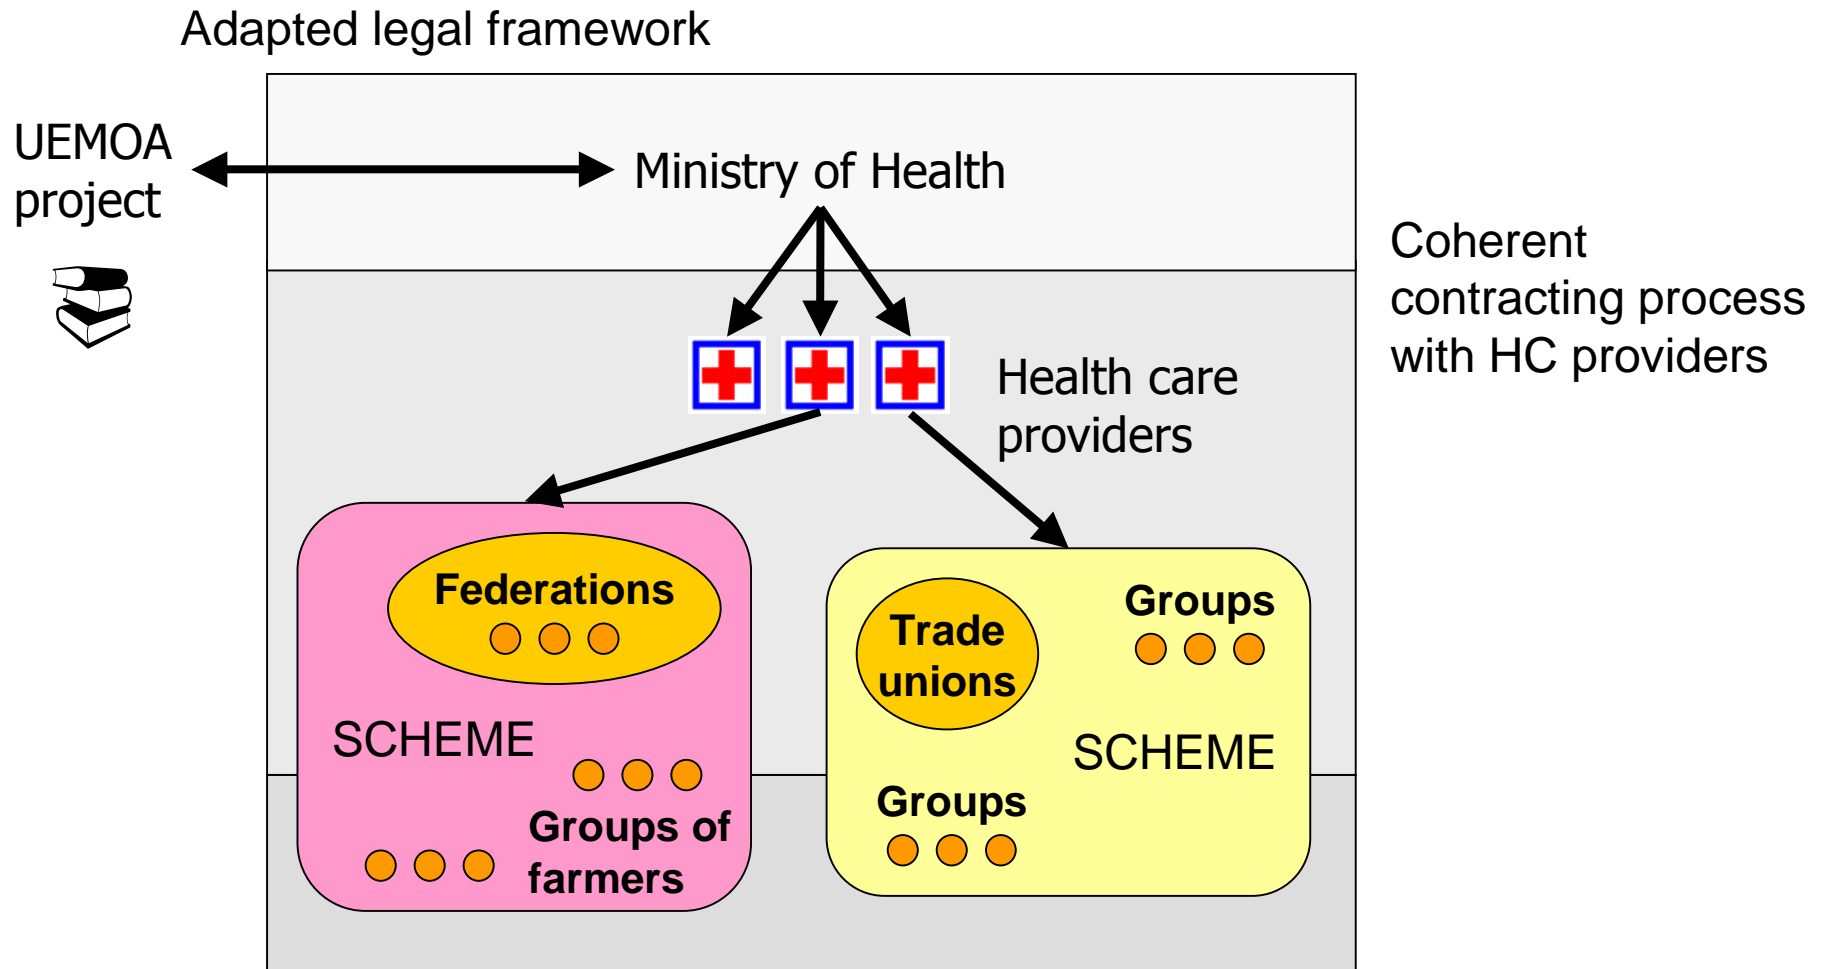 Adapted legal framework
UEMOA
project
Ministry of Health
Coherent
contracting process
with HC providers
Health care
providers
Federations
SCHEME
Groups of
farmers
Trade
unions
Groups
SCHEME
Groups